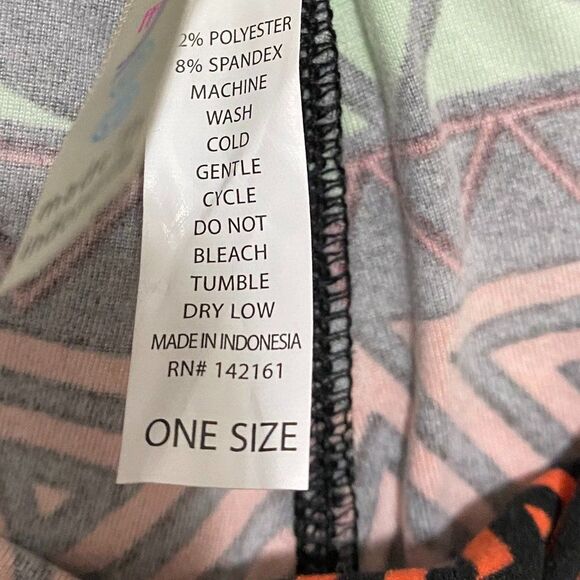 2% POLYESTER
8% SPANDEX
MACHINE
WASH
COLD
GENTLE
CYCLE
DO NOT
BLEACH
TUMBLE
DRY LOW
MADE IN INDONESIA
RN# 142161
ONE SIZE